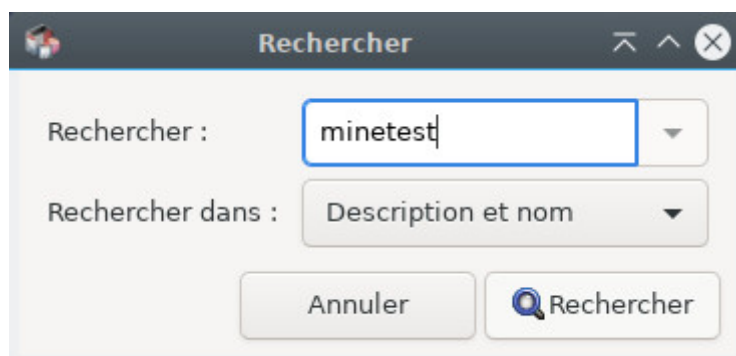 Rechercher
Rechercher : minetest
Rechercher dans : Description et nom
Annuler Rechercher